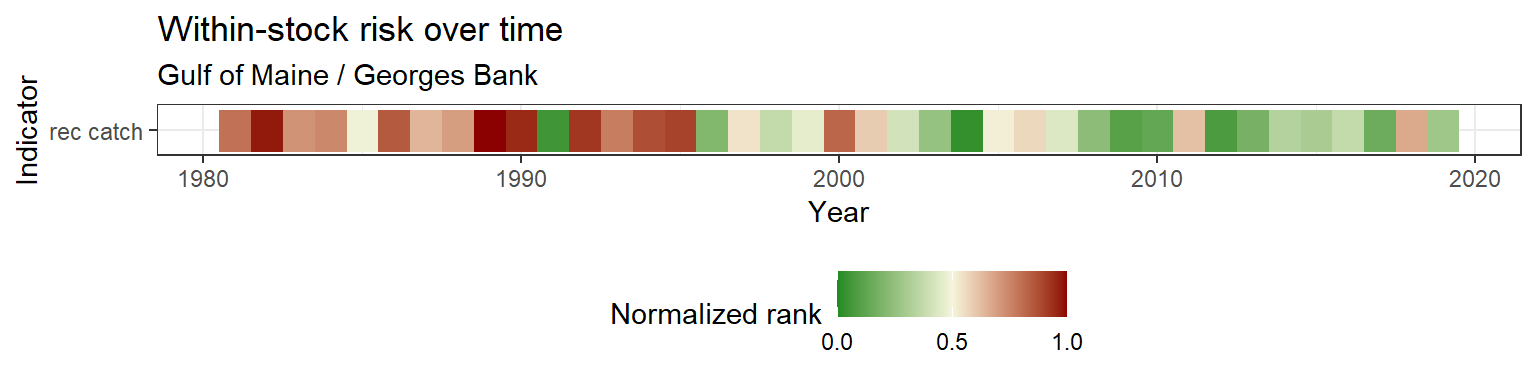 Within-stock risk over time
Gulf of Maine / Georges Bank
Indicator
rec catch
1980 1990 2000 2010 2020
Year
Normalized rank
0.0 0.5 1.0